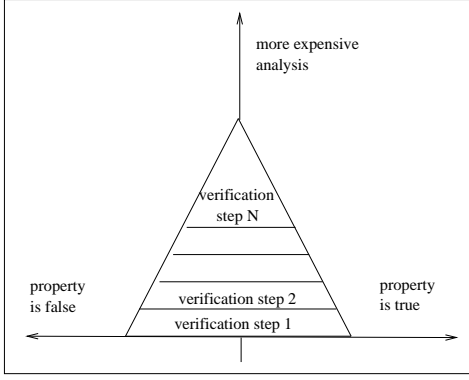 more expensive
analysis
verification
step N
property
is false
property
is true
verification step 2
verification step 1